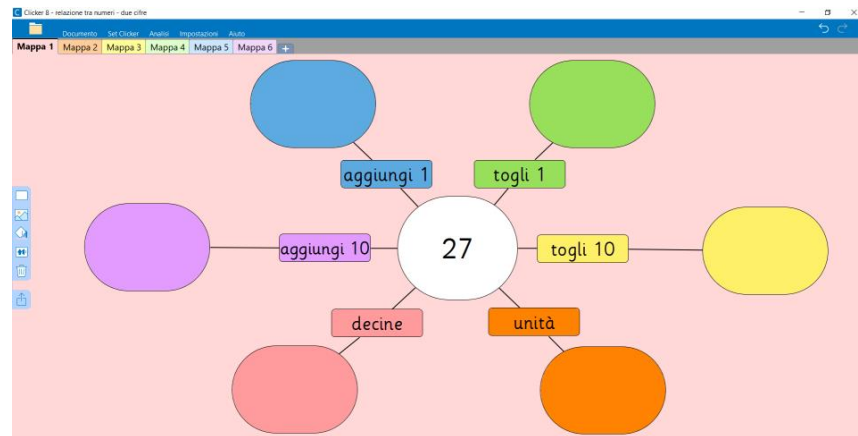 Clicker 8 - relazione tra numeri - due cifre
Documento Set Clicker Analisi Impostazioni Aiuto
Mappa 1 Mappa 2 Mappa 3 Mappa 4 Mappa 5 Mappa 6 +
aggiungi 1 togli 1
aggiungi 10 27 togli 10
decine unità